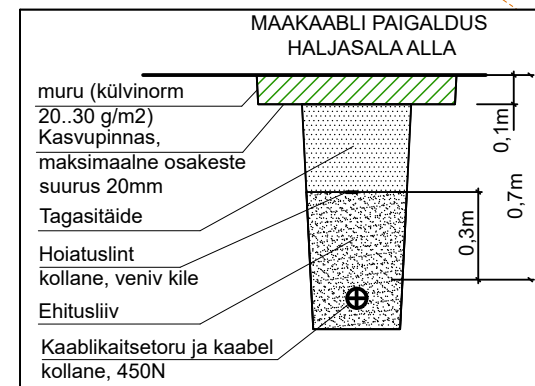 MAAKAABLI PAIGALDUS
HALJASALA ALLA
muru (külvinorm
20..30 g/m2)
Kasvupinnas,
maksimaalne osakeste
suurus 20mm
Tagasitäide
Hoiatuslint
kollane, veniv kile
Ehitusliiv
Kaablikaitsetoru ja kaabel
kollane, 450N
0,1m
0,7m
0,3m